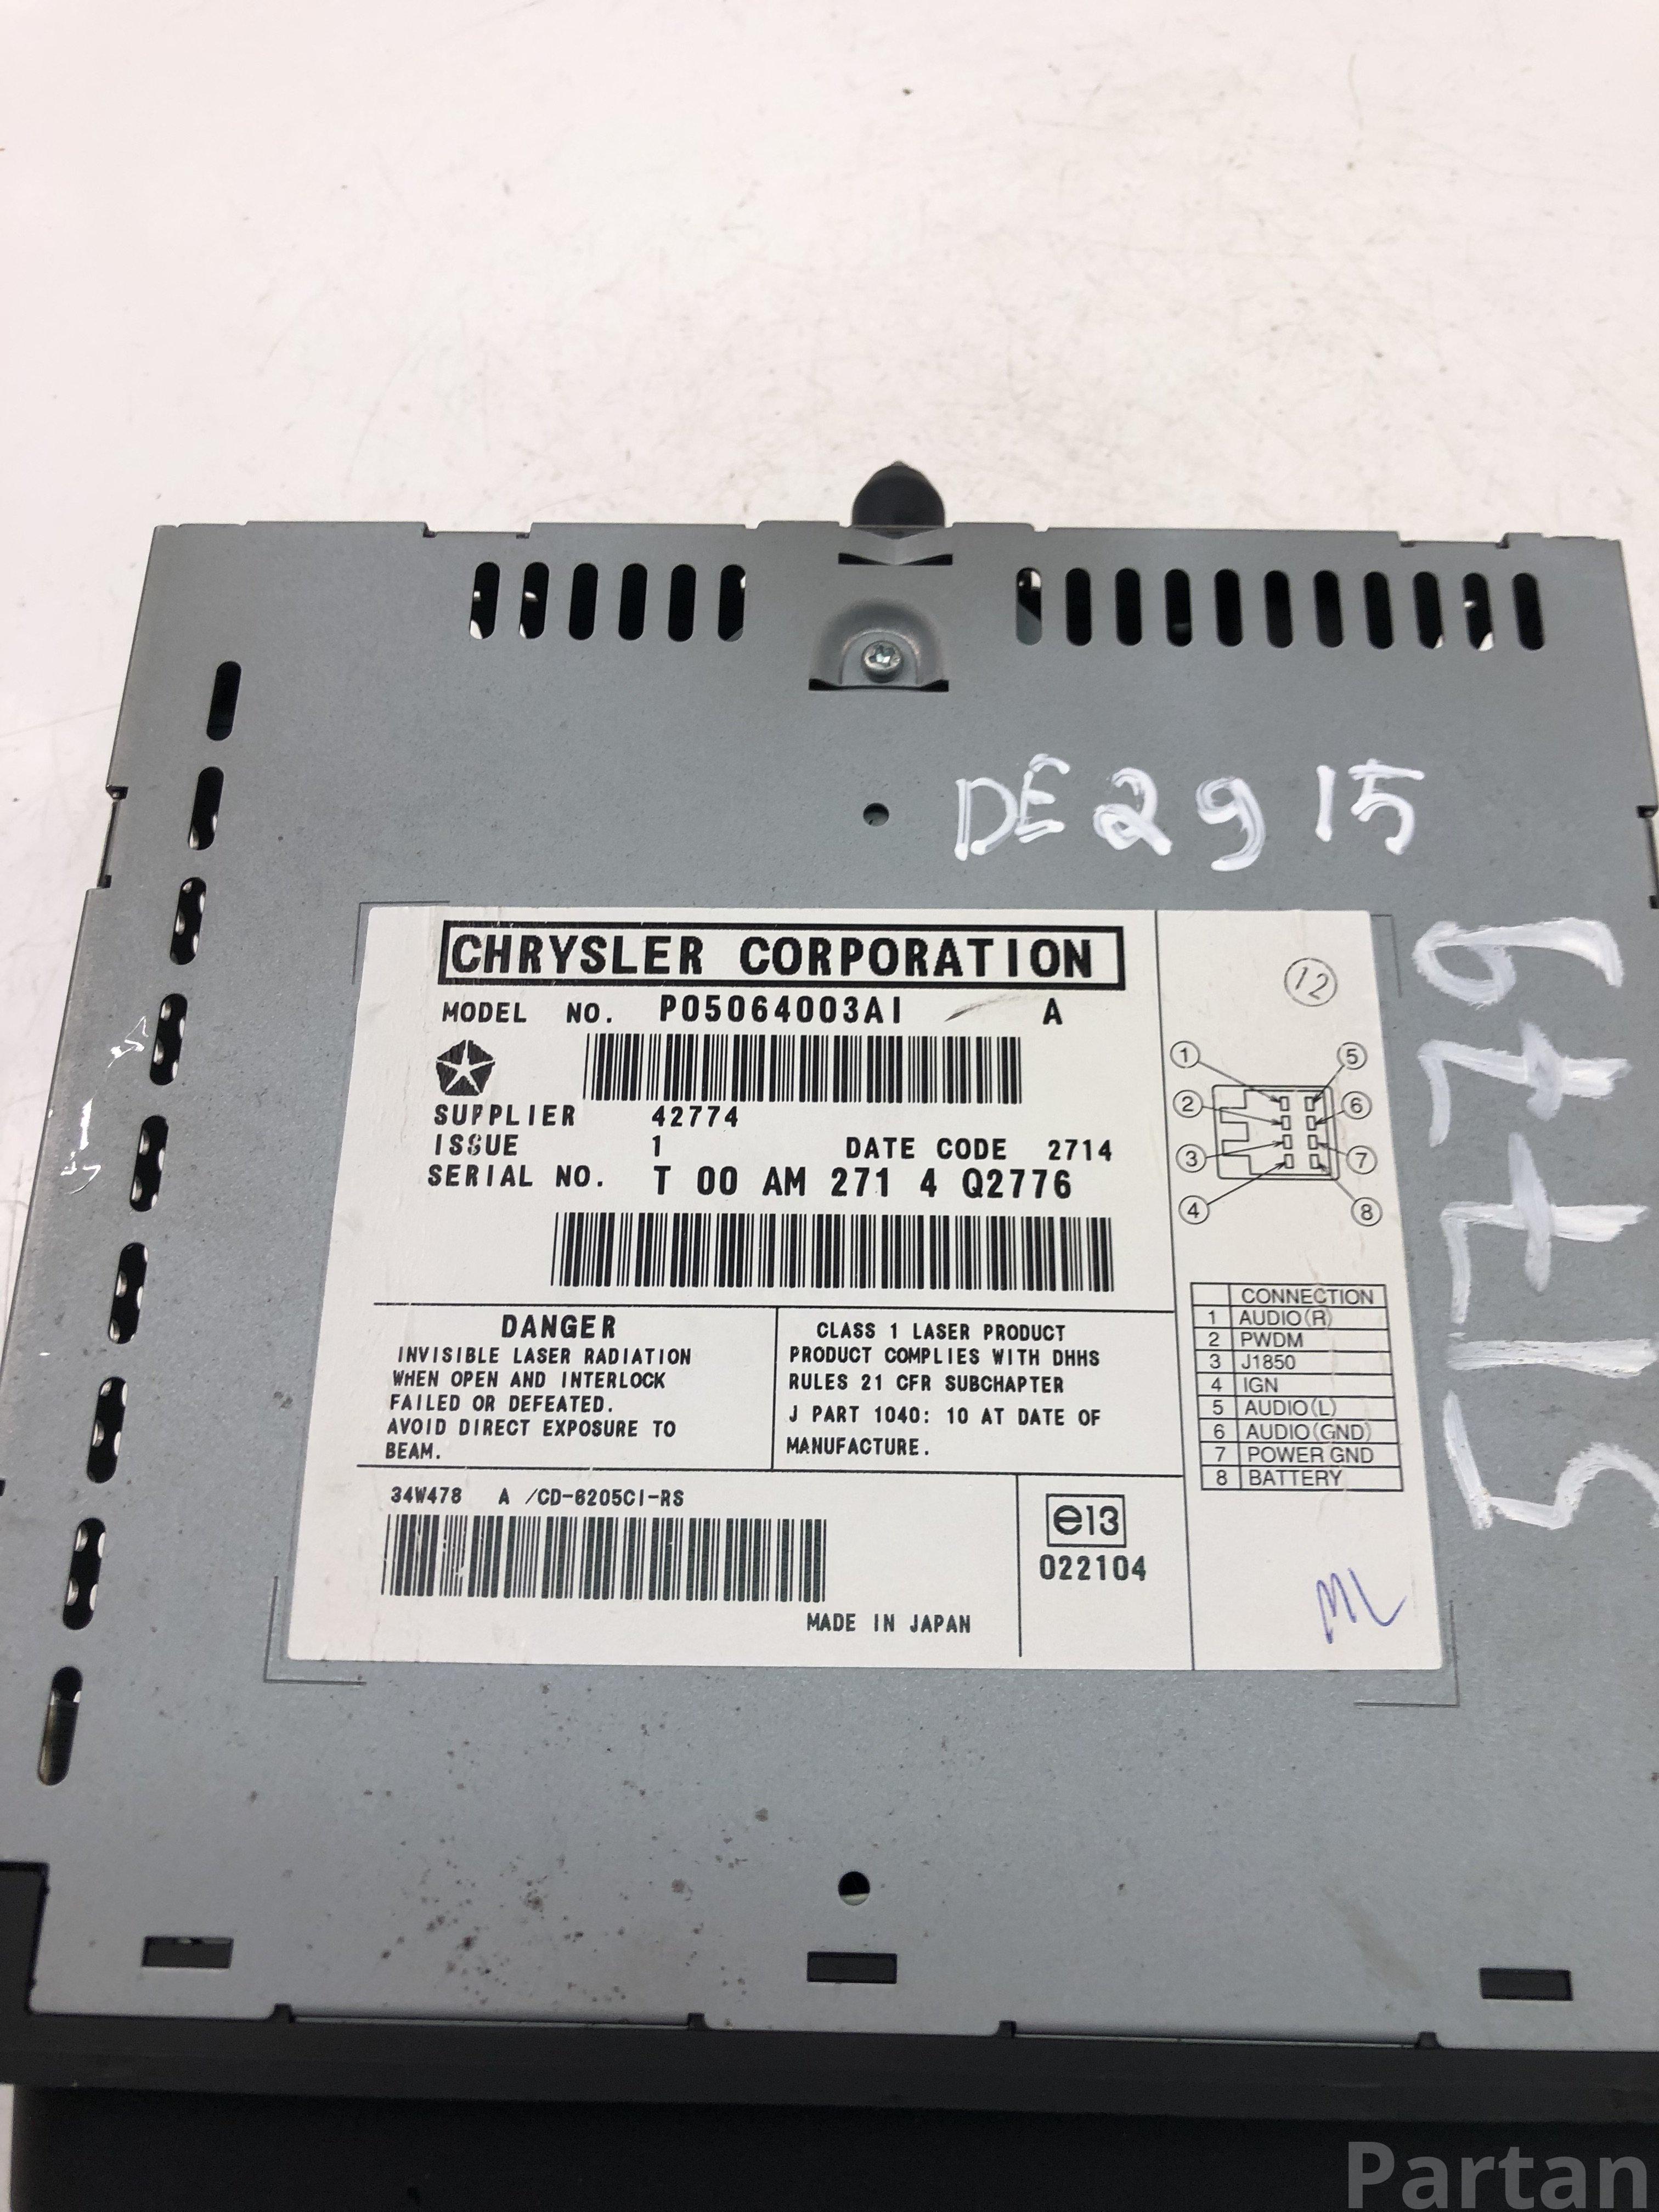 DE2915
51779
CHRYSLER CORPORATION
MODEL NO. P05064003AI A
SUPPLIER 42774
ISSUE 1 DATE CODE 2714
SERIAL NO. T 00 AM 271 4 Q2776
DANGER
INVISIBLE LASER RADIATION
WHEN OPEN AND INTERLOCK
FAILED OR DEFEATED.
AVOID DIRECT EXPOSURE TO
BEAM.
CLASS 1 LASER PRODUCT
PRODUCT COMPLIES WITH DHHS
RULES 21 CFR SUBCHAPTER
J PART 1040: 10 AT DATE OF
MANUFACTURE.
34W478 A /CD-6205CI-RS
MADE IN JAPAN
e13
022104
12
1 5
2 6
3 7
4 8
CONNECTION
1 AUDIO(R)
2 PWDM
3 J1850
4 IGN
5 AUDIO(L)
6 AUDIO(GND)
7 POWER GND
8 BATTERY
ML
Partan